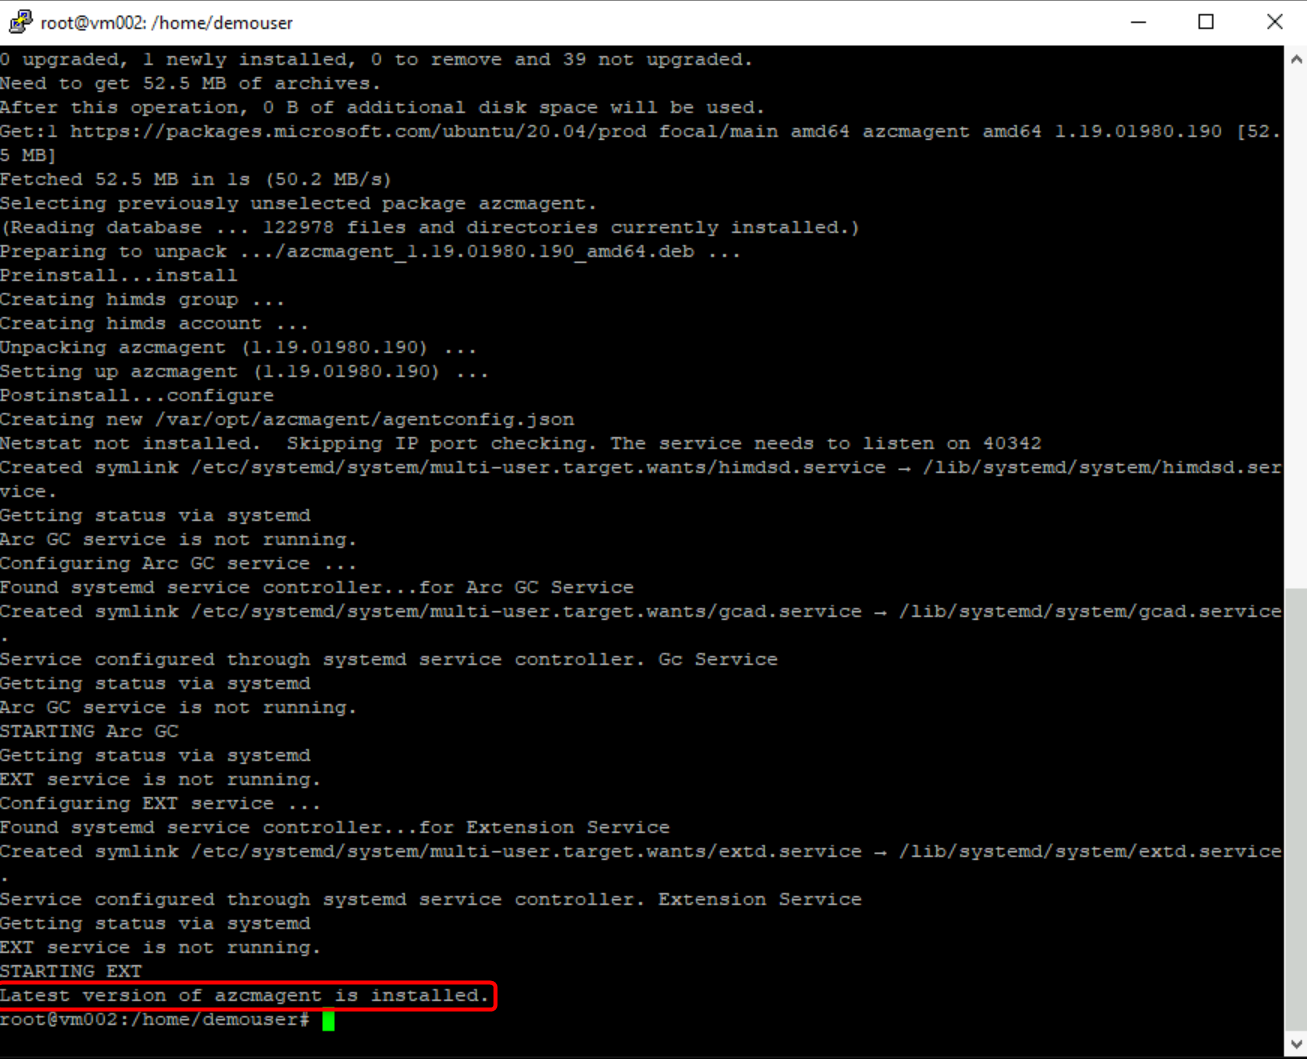 root@vm002: /home/demouser
0 upgraded, 1 newly installed, 0 to remove and 39 not upgraded.
Need to get 52.5 MB of archives.
After this operation, 0 B of additional disk space will be used.
Get:1 https://packages.microsoft.com/ubuntu/20.04/prod focal/main amd64 azcmagent amd64 1.19.01980.190 [52.
5 MB]
Fetched 52.5 MB in 1s (50.2 MB/s)
Selecting previously unselected package azcmagent.
(Reading database ... 122978 files and directories currently installed.)
Preparing to unpack .../azcmagent_1.19.01980.190_amd64.deb ...
Preinstall...install
Creating himds group ...
Creating himds account ...
Unpacking azcmagent (1.19.01980.190) ...
Setting up azcmagent (1.19.01980.190) ...
Postinstall...configure
Creating new /var/opt/azcmagent/agentconfig.json
Netstat not installed.  Skipping IP port checking. The service needs to listen on 40342
Created symlink /etc/systemd/system/multi-user.target.wants/himdsd.service → /lib/systemd/system/himdsd.ser
vice.
Getting status via systemd
Arc GC service is not running.
Configuring Arc GC service ...
Found systemd service controller...for Arc GC Service
Created symlink /etc/systemd/system/multi-user.target.wants/gcad.service → /lib/systemd/system/gcad.service
.
Service configured through systemd service controller. Gc Service
Getting status via systemd
Arc GC service is not running.
STARTING Arc GC
Getting status via systemd
EXT service is not running.
Configuring EXT service ...
Found systemd service controller...for Extension Service
Created symlink /etc/systemd/system/multi-user.target.wants/extd.service → /lib/systemd/system/extd.service
.
Service configured through systemd service controller. Extension Service
Getting status via systemd
EXT service is not running.
STARTING EXT
Latest version of azcmagent is installed.
root@vm002:/home/demouser#